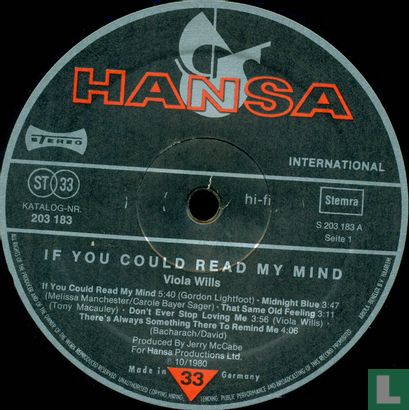 HANSA
STEREO
INTERNATIONAL
ST 33
hi-fi
Stemra
KATALOG-NR.
203 183
S 203 183 A
Seite 1
IF YOU COULD READ MY MIND
Viola Wills
If You Could Read My Mind 5:40 (Gordon Lightfoot) · Midnight Blue 3:47
(Melissa Manchester/Carole Bayer Sager) · That Same Old Feeling 3:11
(Tony Macauley) · Don't Ever Stop Loving Me 3:56 (Viola Wills) ·
There's Always Something There To Remind Me 4:06
(Bacharach/David)
Produced by Jerry McCabe
For Hansa Productions Ltd.
℗ 10/1980
Made in 33 Germany
catawiki